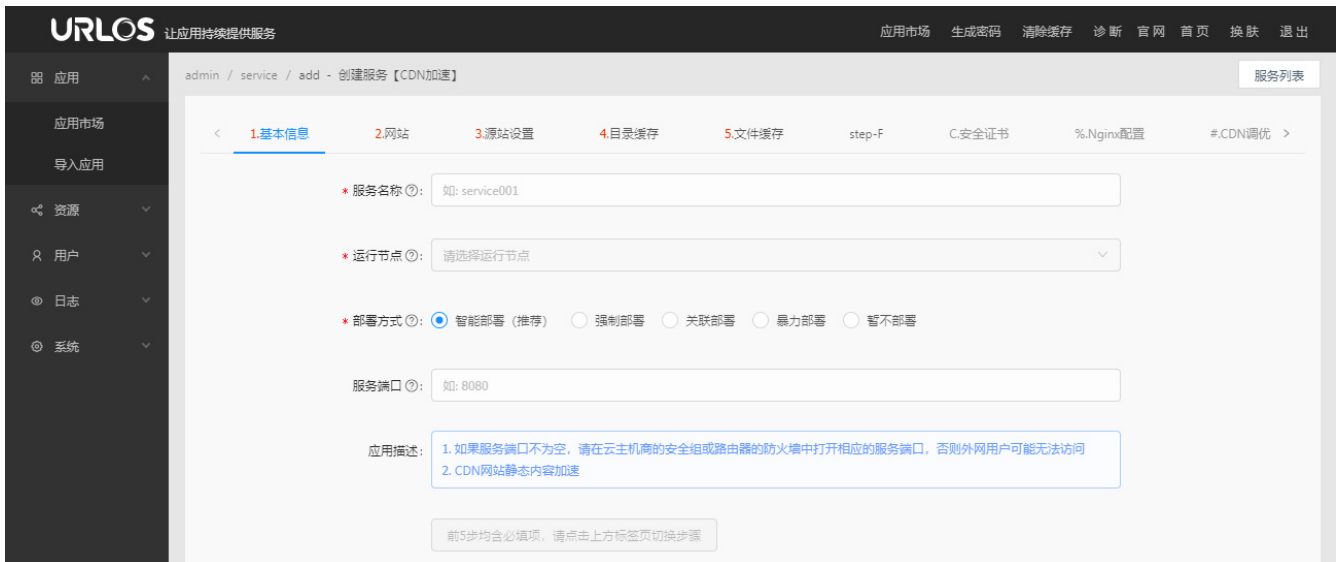 URLOS 让应用持续提供服务
应用市场 生成密码 清除缓存 诊断 官网 首页 换肤 退出
应用
应用市场
导入应用
资源
用户
日志
系统
admin / service / add - 创建服务【CDN加速】
服务列表
< 1.基本信息 2.网站 3.源站设置 4.目录缓存 5.文件缓存 step-F C.安全证书 %.Nginx配置 #.CDN调优 >
* 服务名称?: 如: service001
* 运行节点?: 请选择运行节点
* 部署方式?: 智能部署（推荐） 强制部署 关联部署 暴力部署 暂不部署
服务端口?: 如: 8080
应用描述: 1. 如果服务端口不为空，请在云主机商的安全组或路由器的防火墙中打开相应的服务端口，否则外网用户可能无法访问
2. CDN网站静态内容加速
前5步均含必填项，请点击上方标签页切换步骤